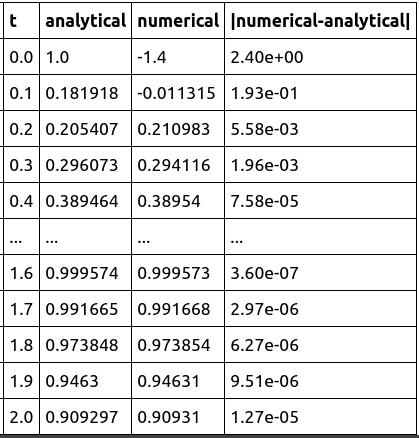 t analytical numerical |numerical-analytical|
0.0 1.0 -1.4 2.40e+00
0.1 0.181918 -0.011315 1.93e-01
0.2 0.205407 0.210983 5.58e-03
0.3 0.296073 0.294116 1.96e-03
0.4 0.389464 0.38954 7.58e-05
... ... ... ...
1.6 0.999574 0.999573 3.60e-07
1.7 0.991665 0.991668 2.97e-06
1.8 0.973848 0.973854 6.27e-06
1.9 0.9463 0.94631 9.51e-06
2.0 0.909297 0.90931 1.27e-05